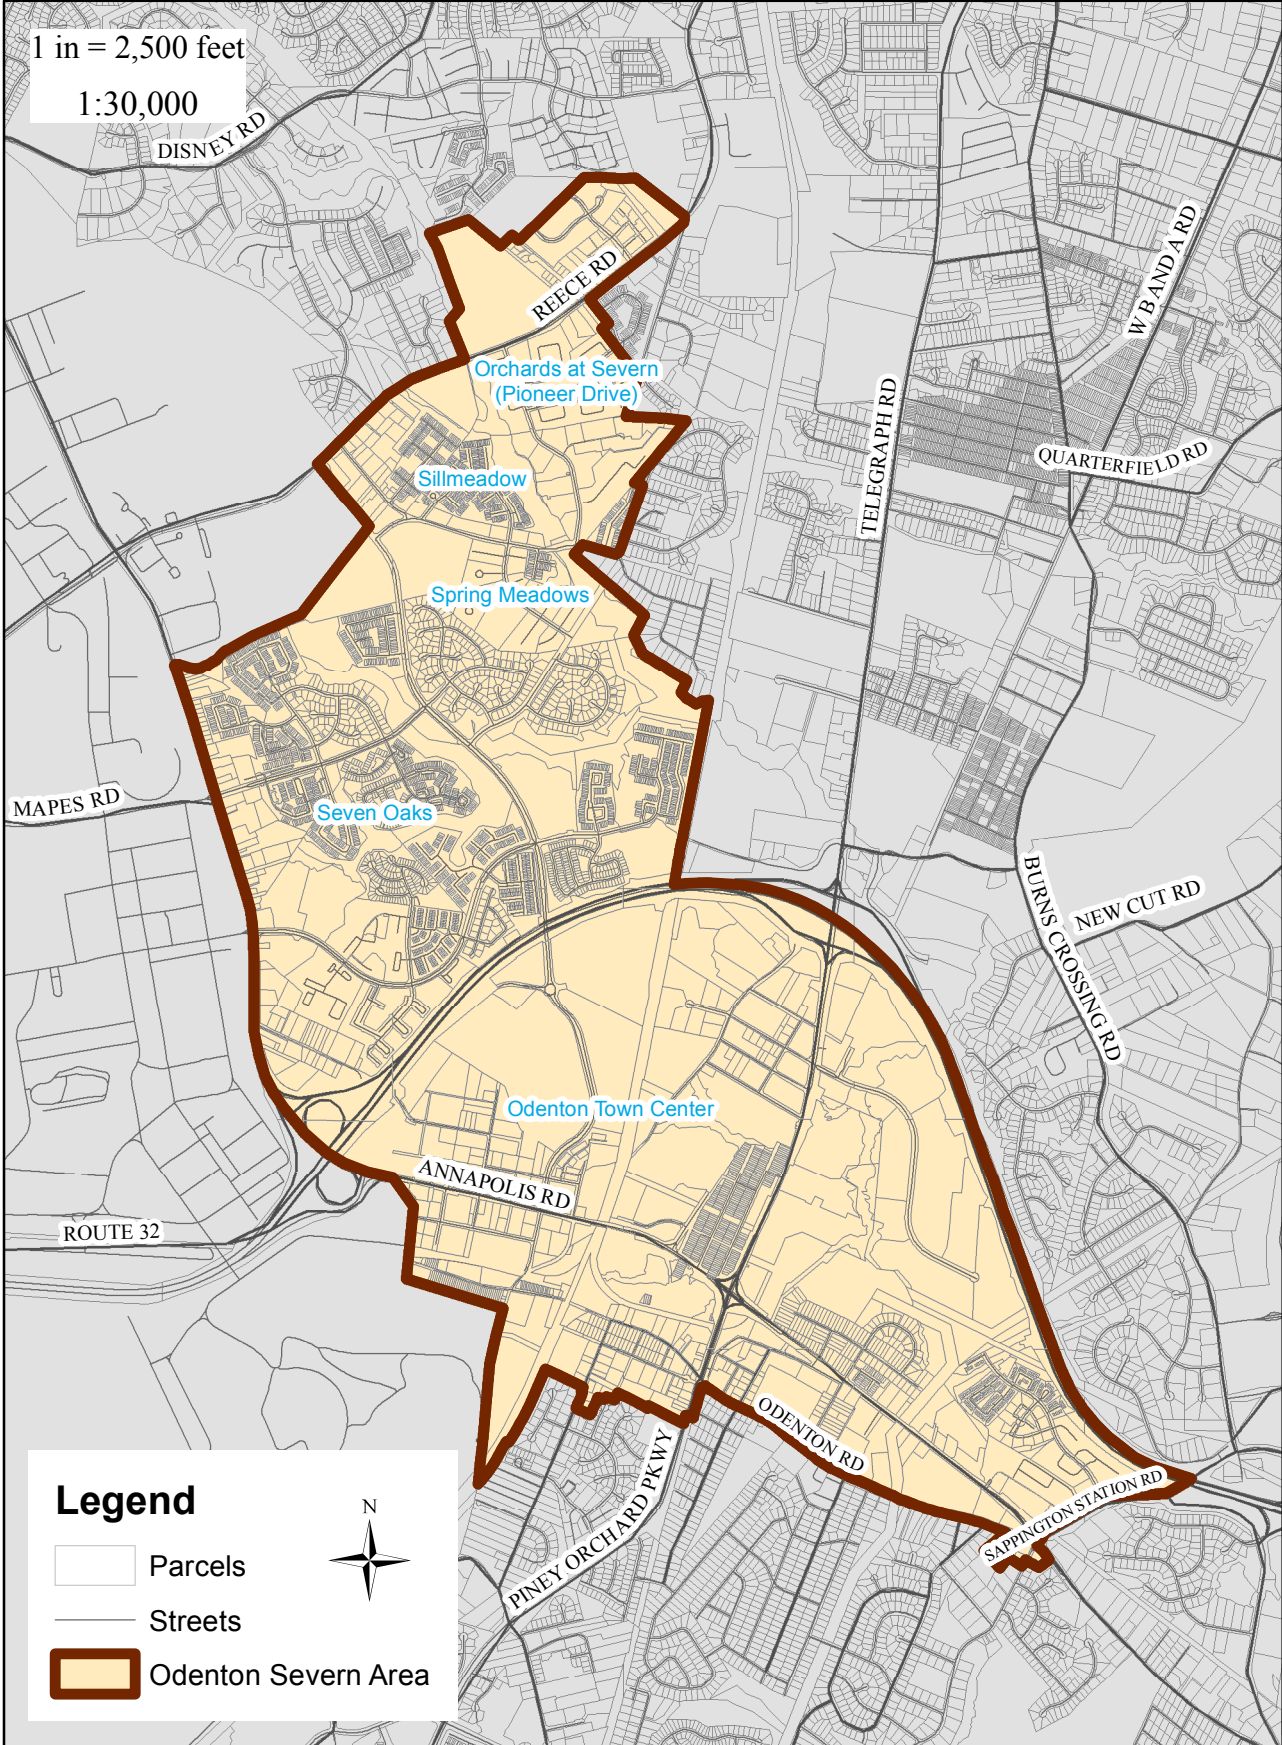 1 in = 2,500 feet
1:30,000
DISNEY RD
REECE RD
W B AND A RD
Orchards at Severn
(Pioneer Drive)
TELEGRAPH RD
QUARTERFIELD RD
Sillmeadow
Spring Meadows
MAPES RD
Seven Oaks
BURNS CROSSING RD
NEW CUT RD
Odenton Town Center
ANNAPOLIS RD
ROUTE 32
ODENTON RD
PINEY ORCHARD PKWY
SAPPINGTON STATION RD
Legend
N
Parcels
Streets
Odenton Severn Area